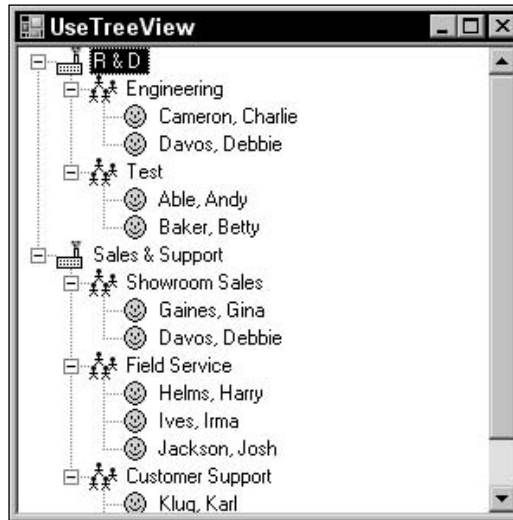 UseTreeView
R & D
Engineering
Cameron, Charlie
Davos, Debbie
Test
Able, Andy
Baker, Betty
Sales & Support
Showroom Sales
Gaines, Gina
Davos, Debbie
Field Service
Helms, Harry
Ives, Irma
Jackson, Josh
Customer Support
Klug, Karl